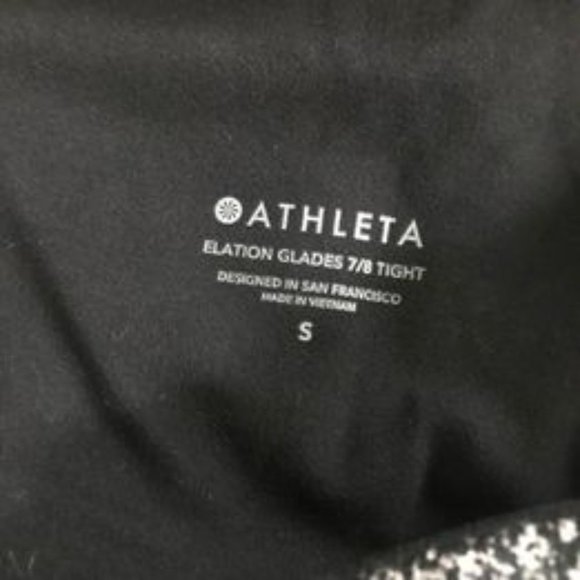 ATHLETA
ELATION GLADES 7/8 TIGHT
DESIGNED IN SAN FRANCISCO
MADE IN VIETNAM
S